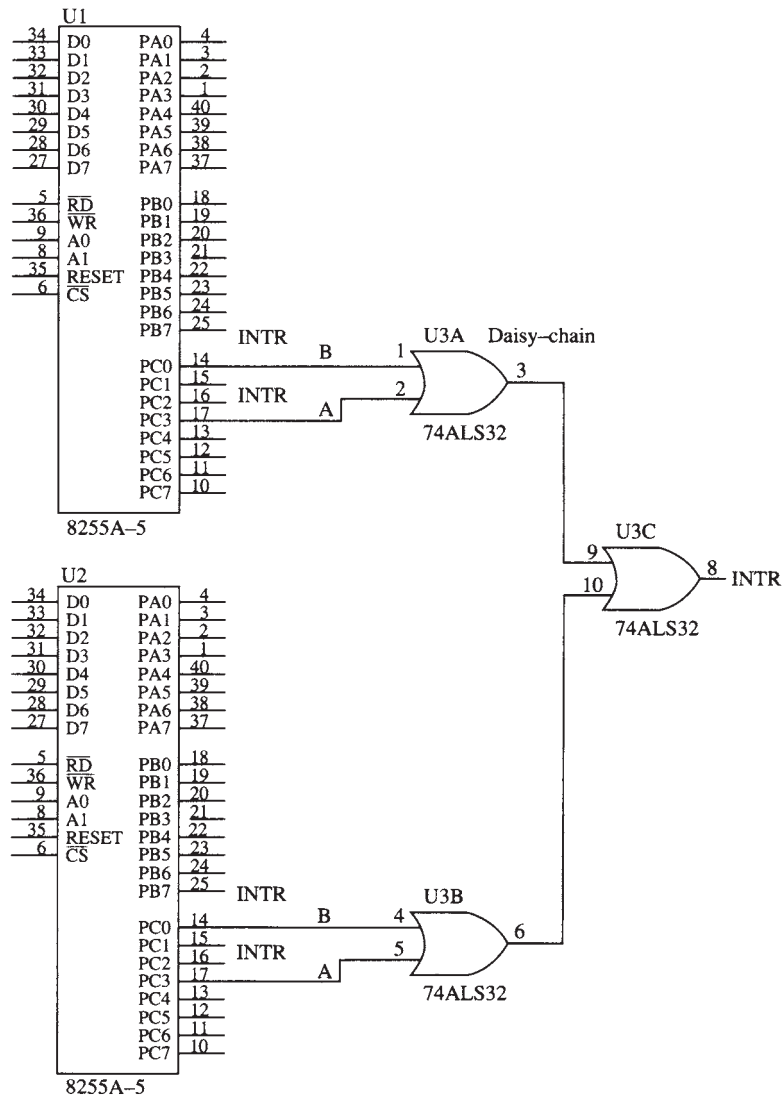 U1
34 D0 PA0 4
33 D1 PA1 3
32 D2 PA2 2
31 D3 PA3 1
30 D4 PA4 40
29 D5 PA5 39
28 D6 PA6 38
27 D7 PA7 37
5 RD PB0 18
36 WR PB1 19
9 A0 PB2 20
8 A1 PB3 21
35 RESET PB4 22
6 CS PB5 23
PB6 24
PB7 25
INTR
U3A Daisy–chain
PC0 14 B 1 3
PC1 15
PC2 16 INTR 2
PC3 17 A
PC4 13 74ALS32
PC5 12
PC6 11
PC7 10
8255A–5
U3C
9 8 INTR
10
74ALS32
U2
34 D0 PA0 4
33 D1 PA1 3
32 D2 PA2 2
31 D3 PA3 1
30 D4 PA4 40
29 D5 PA5 39
28 D6 PA6 38
27 D7 PA7 37
5 RD PB0 18
36 WR PB1 19
9 A0 PB2 20
8 A1 PB3 21
35 RESET PB4 22
6 CS PB5 23
PB6 24
PB7 25 INTR
U3B
PC0 14 B 4 6
PC1 15
PC2 16 INTR 5
PC3 17 A
PC4 13 74ALS32
PC5 12
PC6 11
PC7 10
8255A–5